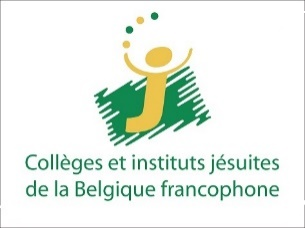 J
Collèges et instituts jésuites
de la Belgique francophone